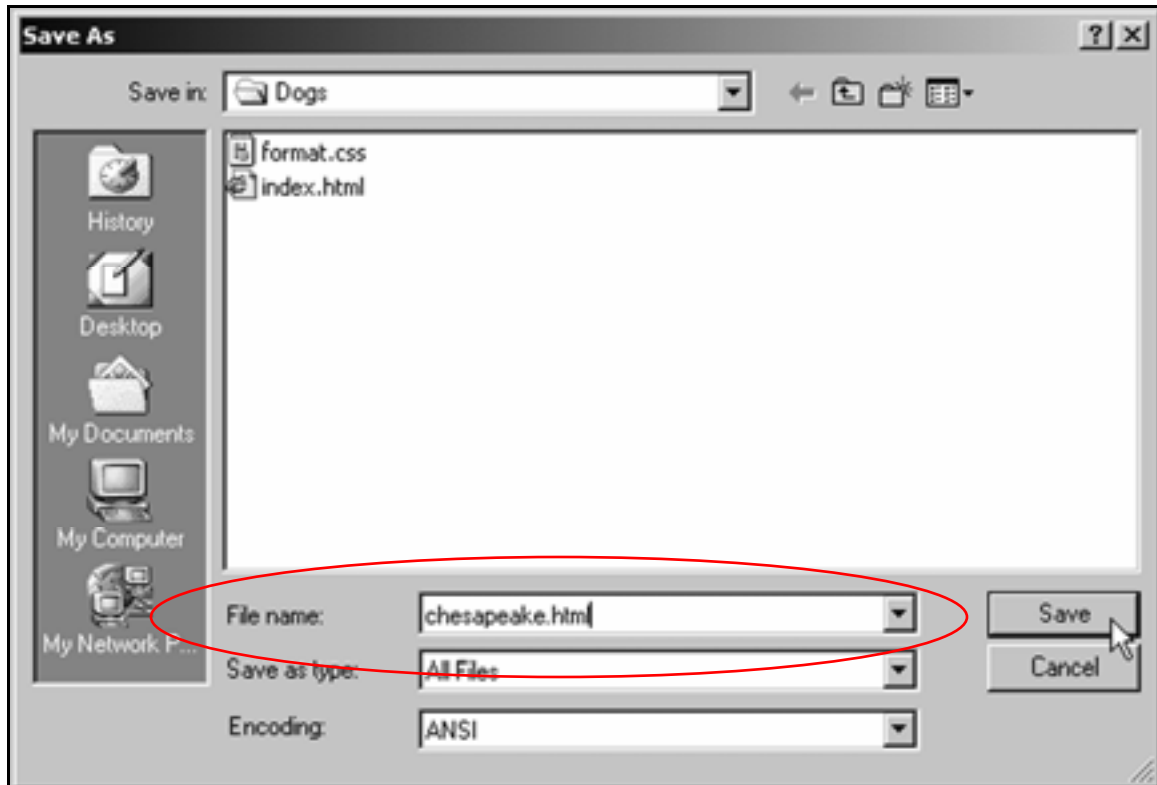 Save As
Save in:
Dogs
format.css
index.html
History
Desktop
My Documents
My Computer
My Network P...
File name:
chesapeake.html
Save
Save as type:
All Files
Cancel
Encoding:
ANSI